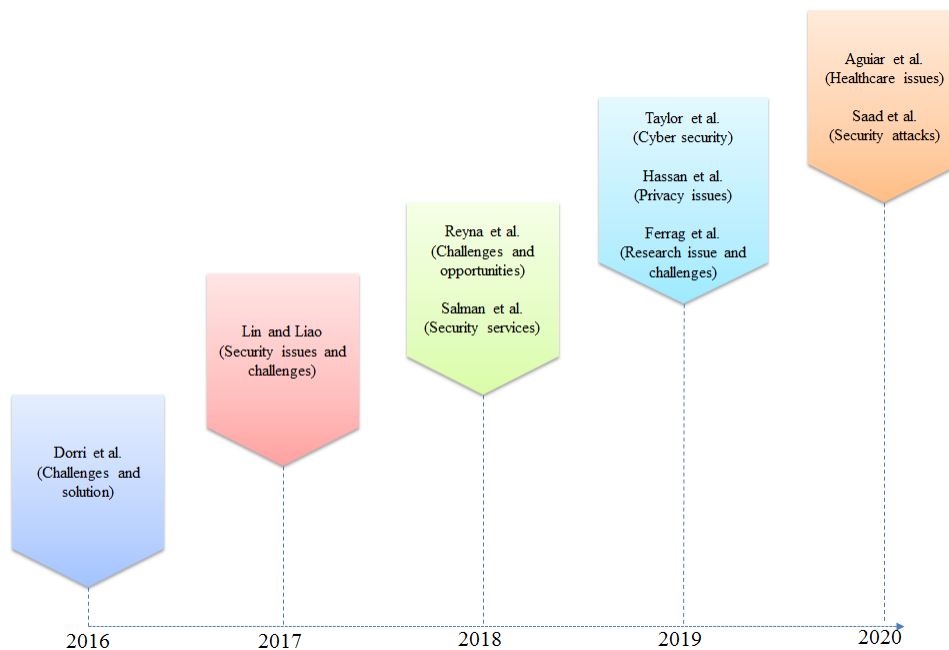 Dorri et al.
(Challenges and
solution)
Lin and Liao
(Security issues and
challenges)
Reyna et al.
(Challenges and
opportunities)
Salman et al.
(Security services)
Taylor et al.
(Cyber security)
Hassan et al.
(Privacy issues)
Ferrag et al.
(Research issue and
challenges)
Aguiar et al.
(Healthcare issues)
Saad et al.
(Security attacks)
2016
2017
2018
2019
2020